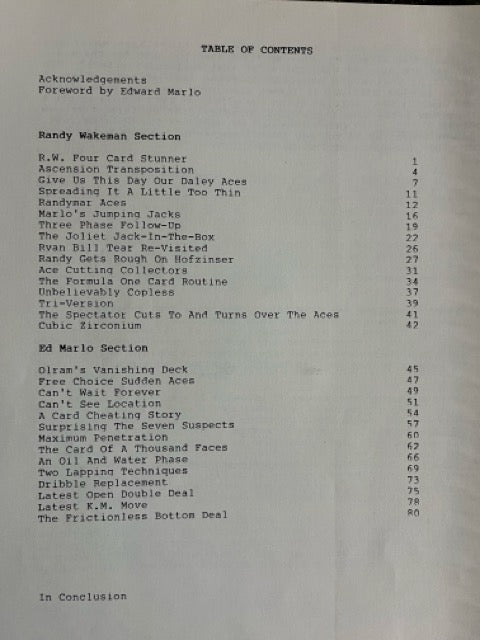 TABLE OF CONTENTS
Acknowledgements
Foreword by Edward Marlo
Randy Wakeman Section
R.W. Four Card Stunner 1
Ascension Transposition 4
Give Us This Day Our Daley Aces 7
Spreading It A Little Too Thin 11
Randymar Aces 12
Marlo's Jumping Jacks 16
Three Phase Follow-Up 19
The Joliet Jack-In-The-Box 22
Ryan Bill Tear Re-Visited 26
Randy Gets Rough On Hofzinser 27
Ace Cutting Collectors 31
The Formula One Card Routine 34
Unbelievably Copless 37
Tri-Version 39
The Spectator Cuts To And Turns Over The Aces 41
Cubic Zirconium 42
Ed Marlo Section
Olram's Vanishing Deck 45
Free Choice Sudden Aces 47
Can't Wait Forever 49
Can't See Location 51
A Card Cheating Story 54
Surprising The Seven Suspects 57
Maximum Penetration 60
The Card Of A Thousand Faces 62
An Oil And Water Phase 66
Two Lapping Techniques 69
Dribble Replacement 73
Latest Open Double Deal 75
Latest K.M. Move 78
The Frictionless Bottom Deal 80
In Conclusion